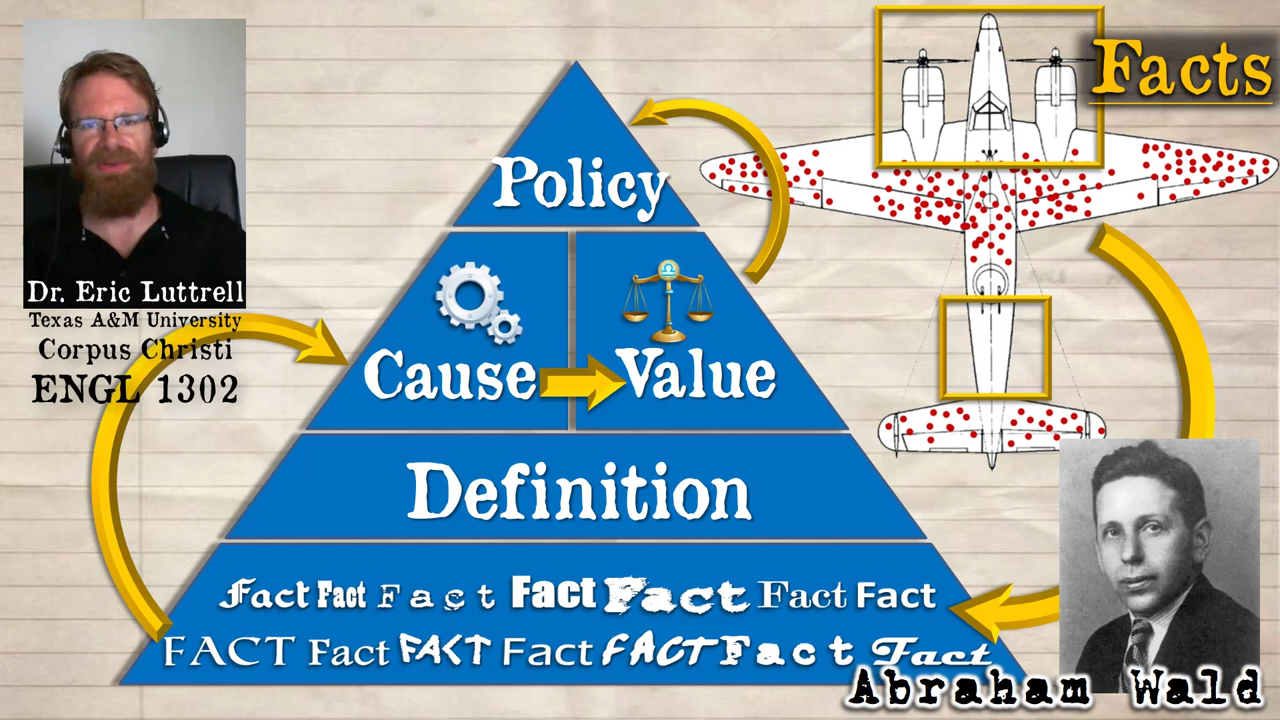 Dr. Eric Luttrell
Texas A&M University
Corpus Christi
ENGL 1302
Policy
Cause
Value
Definition
Fact Fact Fact Fact Fact Fact Fact
FACT Fact FACT Fact FACT Fact Fact
Facts
Abraham Wald